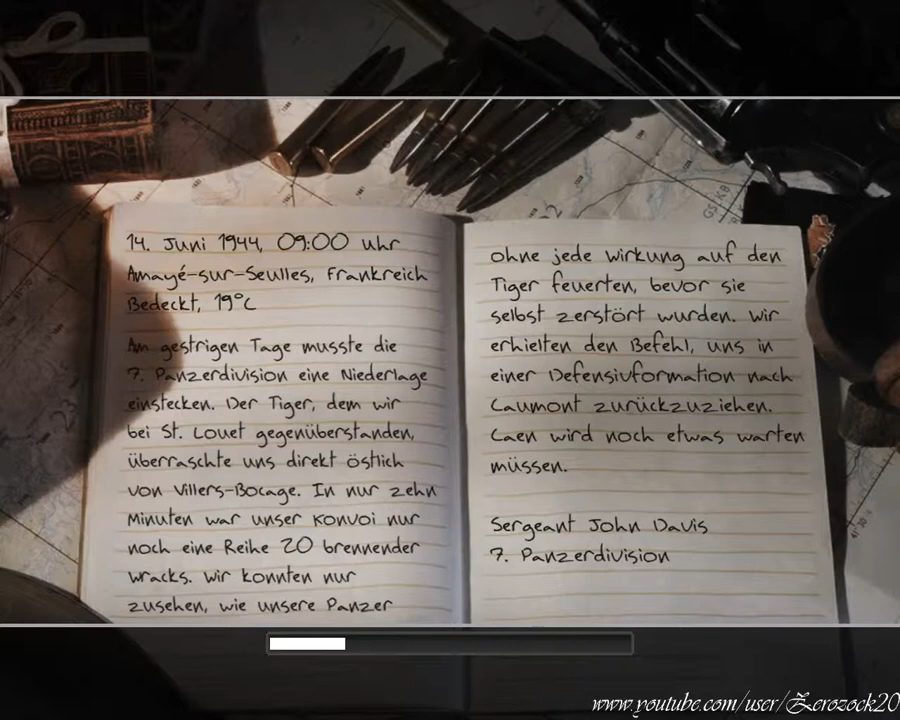 14. Juni 1944, 09:00 Uhr
Amayé-sur-Seulles, Frankreich
Bedeckt, 19°C
Am gestrigen Tage musste die
7. Panzerdivision eine Niederlage
einstecken. Der Tiger, dem wir
bei St. Louet gegenüberstanden,
überraschte uns direkt östlich
von Villers-Bocage. In nur zehn
Minuten war unser Konvoi nur
noch eine Reihe 20 brennender
Wracks. Wir konnten nur
zusehen, wie unsere Panzer
ohne jede Wirkung auf den
Tiger feuerten, bevor sie
selbst zerstört wurden. Wir
erhielten den Befehl, uns in
einer Defensivformation nach
Caumont zurückzuziehen.
Caen wird noch etwas warten
müssen.
Sergeant John Davis
7. Panzerdivision
www.youtube.com/user/Zerozock20